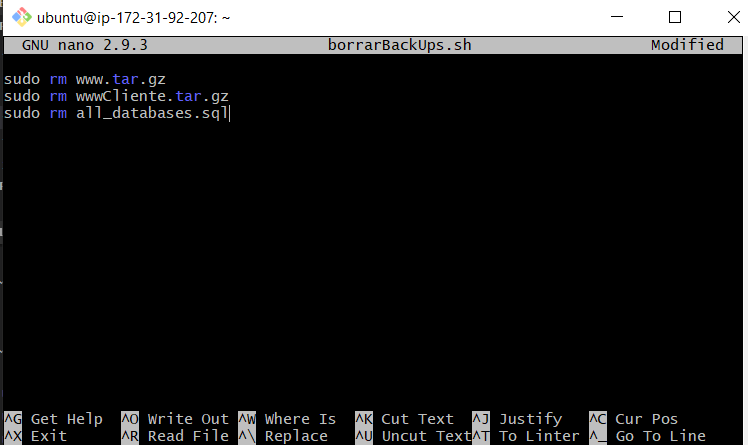 ubuntu@ip-172-31-92-207: ~
GNU nano 2.9.3 borrarBackUps.sh Modified
sudo rm www.tar.gz
sudo rm wwwCliente.tar.gz
sudo rm all_databases.sql
^G Get Help ^O Write Out ^W Where Is ^K Cut Text ^J Justify ^C Cur Pos
^X Exit ^R Read File ^\ Replace ^U Uncut Text ^T To Linter ^_ Go To Line